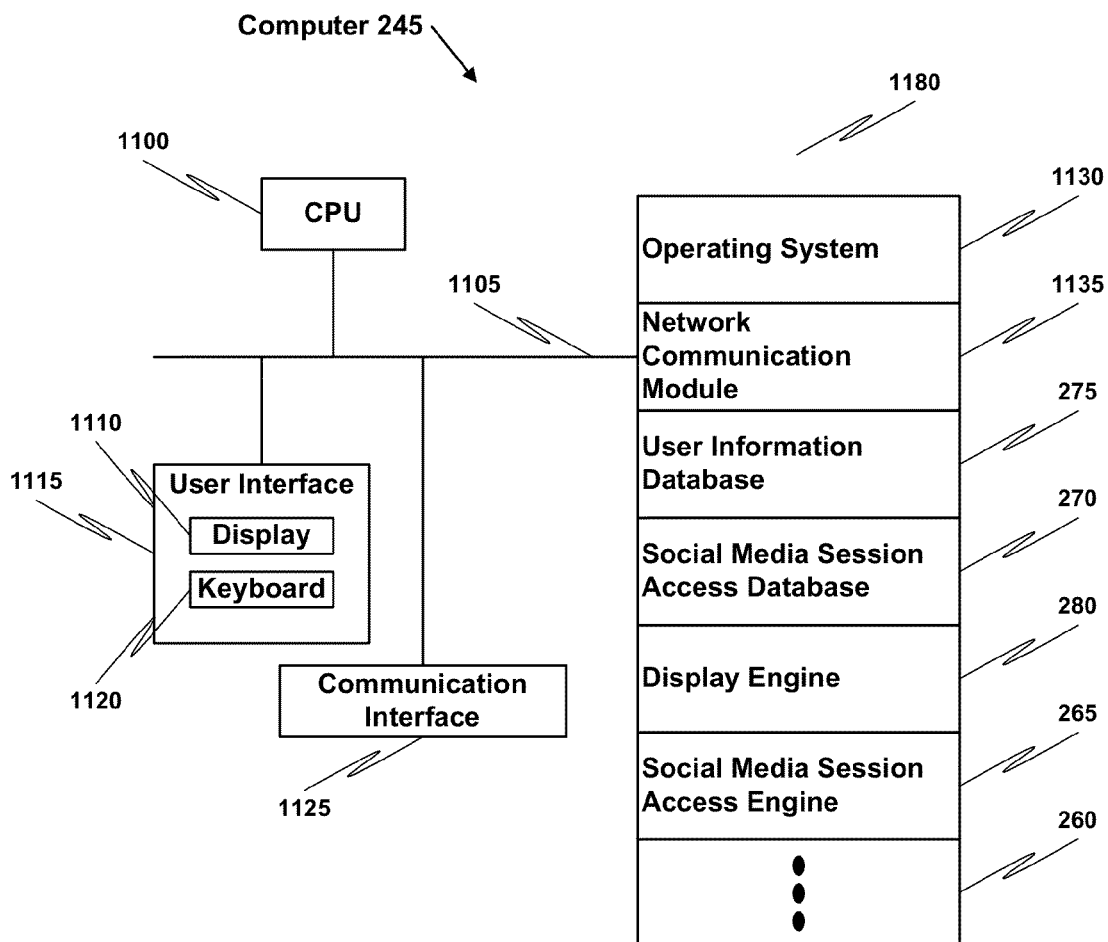 Computer 245
1180
1100
1130
CPU
Operating System
1105
1135
Network
Communication
Module
275
1110
User Information
Database
1115
User Interface
270
Display
Social Media Session
Access Database
Keyboard
280
1120
Communication
Interface
Display Engine
265
1125
Social Media Session
Access Engine
260